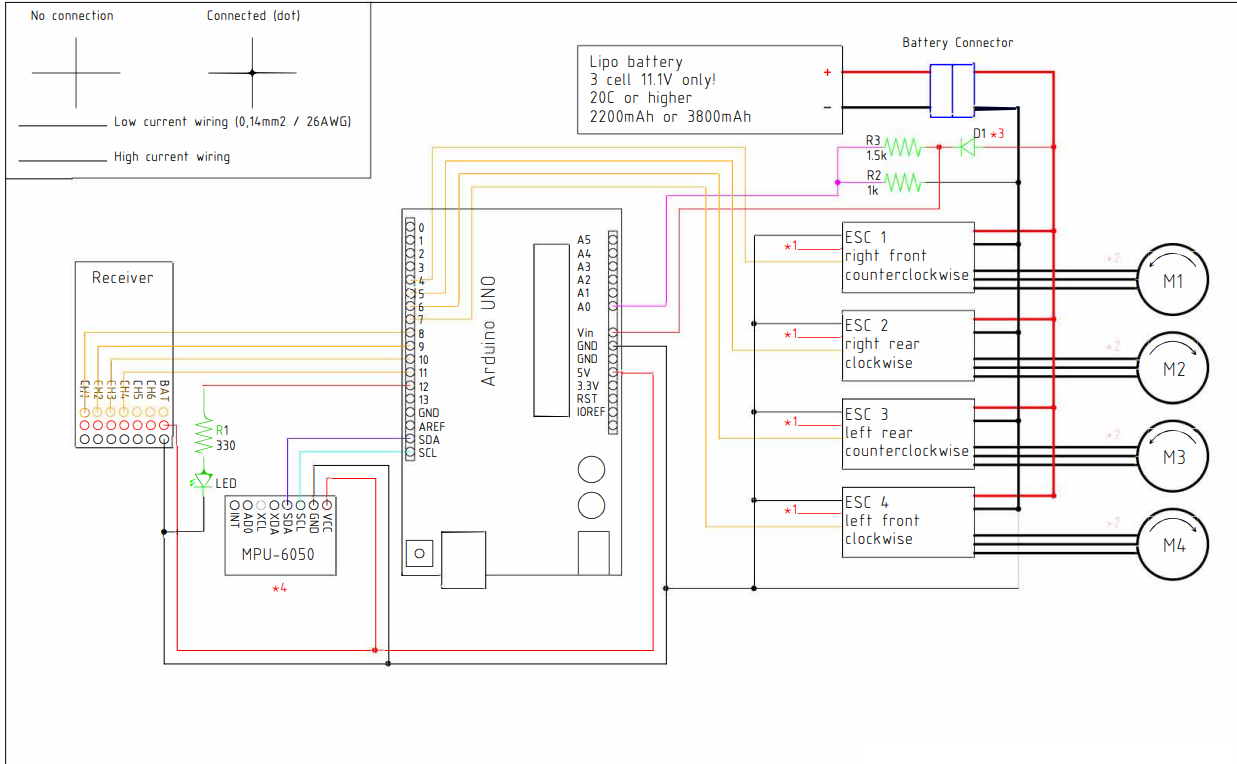 No connection
Connected (dot)
Low current wiring (0,14mm2 / 26AWG)
High current wiring
Lipo battery
3 cell 11.1V only!
20C or higher
2200mAh or 3800mAh
+
-
Battery Connector
R3
1.5k
D1 *3
R2
1k
Receiver
CH1
CH2
CH3
CH4
CH5
CH6
BAT
R1
330
LED
INT
AD0
XCL
XDA
SDA
SCL
GND
VCC
MPU-6050
*4
0
1
2
3
4
5
6
7
8
9
10
11
12
13
GND
AREF
SDA
SCL
Arduino UNO
A5
A4
A3
A2
A1
A0
Vin
GND
GND
5V
3.3V
RST
IOREF
*1
ESC 1
right front
counterclockwise
*2
M1
*1
ESC 2
right rear
clockwise
*2
M2
*1
ESC 3
left rear
counterclockwise
*2
M3
*1
ESC 4
left front
clockwise
*2
M4